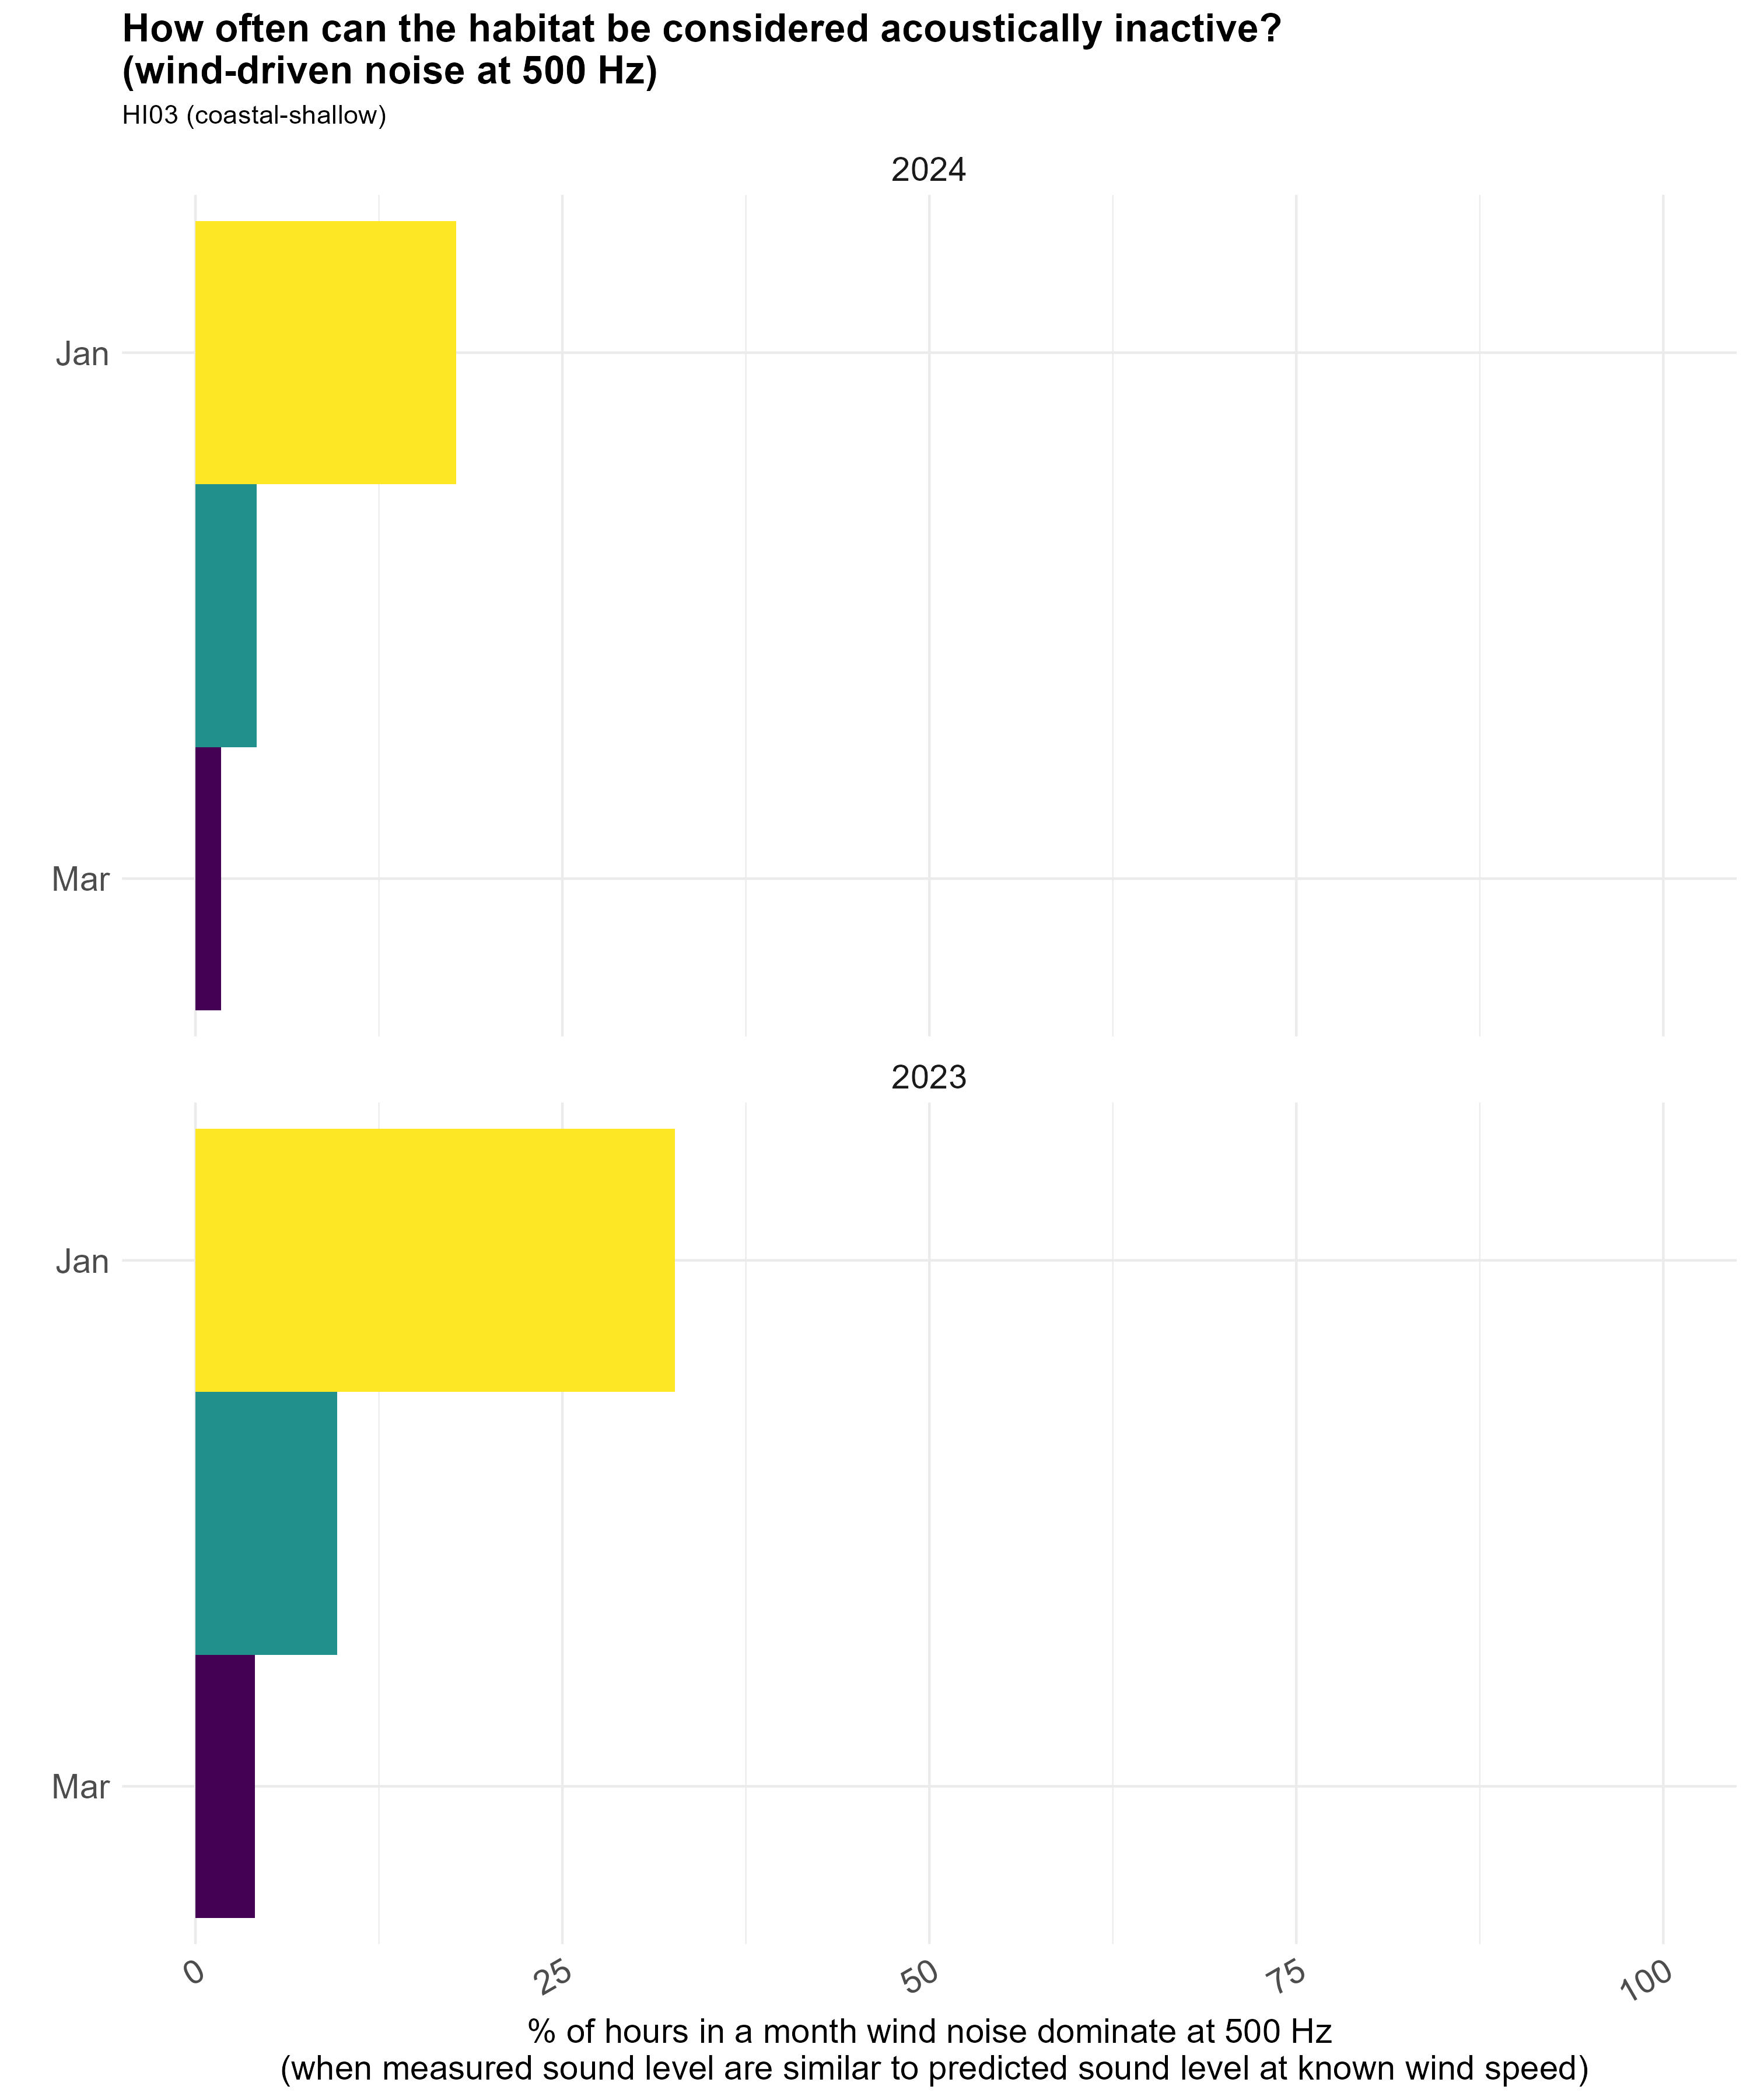 How often can the habitat be considered acoustically inactive?
(wind-driven noise at 500 Hz)
HI03 (coastal-shallow)
2024
Jan
Mar
2023
Jan
Mar
0
25
50
75
100
% of hours in a month wind noise dominate at 500 Hz
(when measured sound level are similar to predicted sound level at known wind speed)